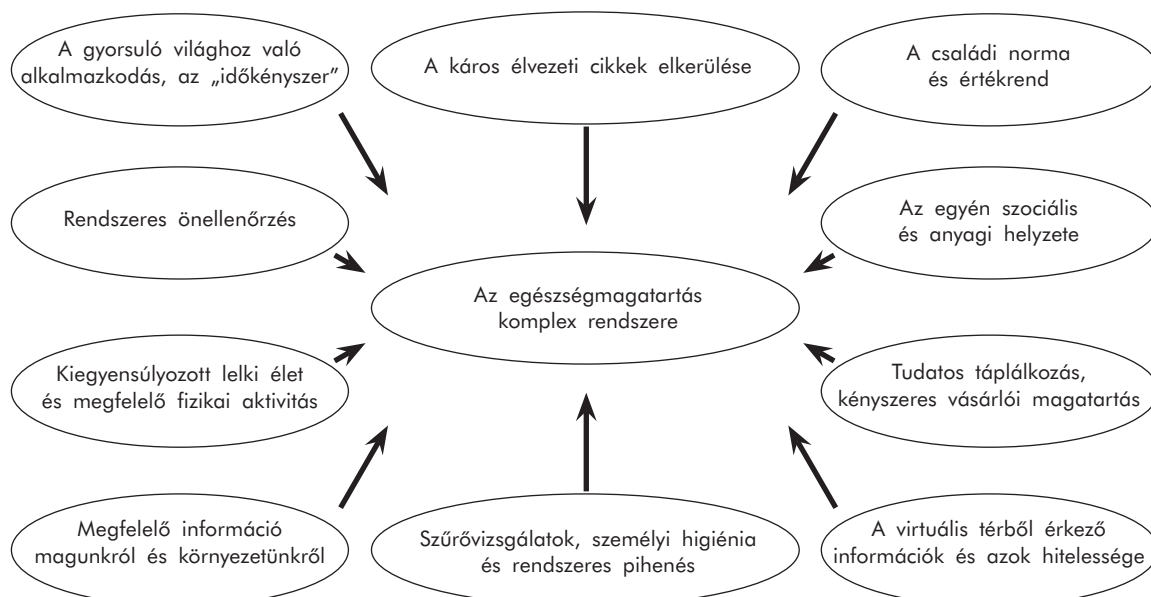 A gyorsuló világhoz való
alkalmazkodás, az „időkényszer”
A káros élvezeti cikkek elkerülése
A családi norma
és értékrend
Rendszeres önellenőrzés
Az egyén szociális
és anyagi helyzete
Az egészségmagatartás
komplex rendszere
Kiegyensúlyozott lelki élet
és megfelelő fizikai aktivitás
Tudatos táplálkozás,
kényszeres vásárlói magatartás
Megfelelő információ
magunkról és környezetünkről
Szűrővizsgálatok, személyi higiénia
és rendszeres pihenés
A virtuális térből érkező
információk és azok hitelessége